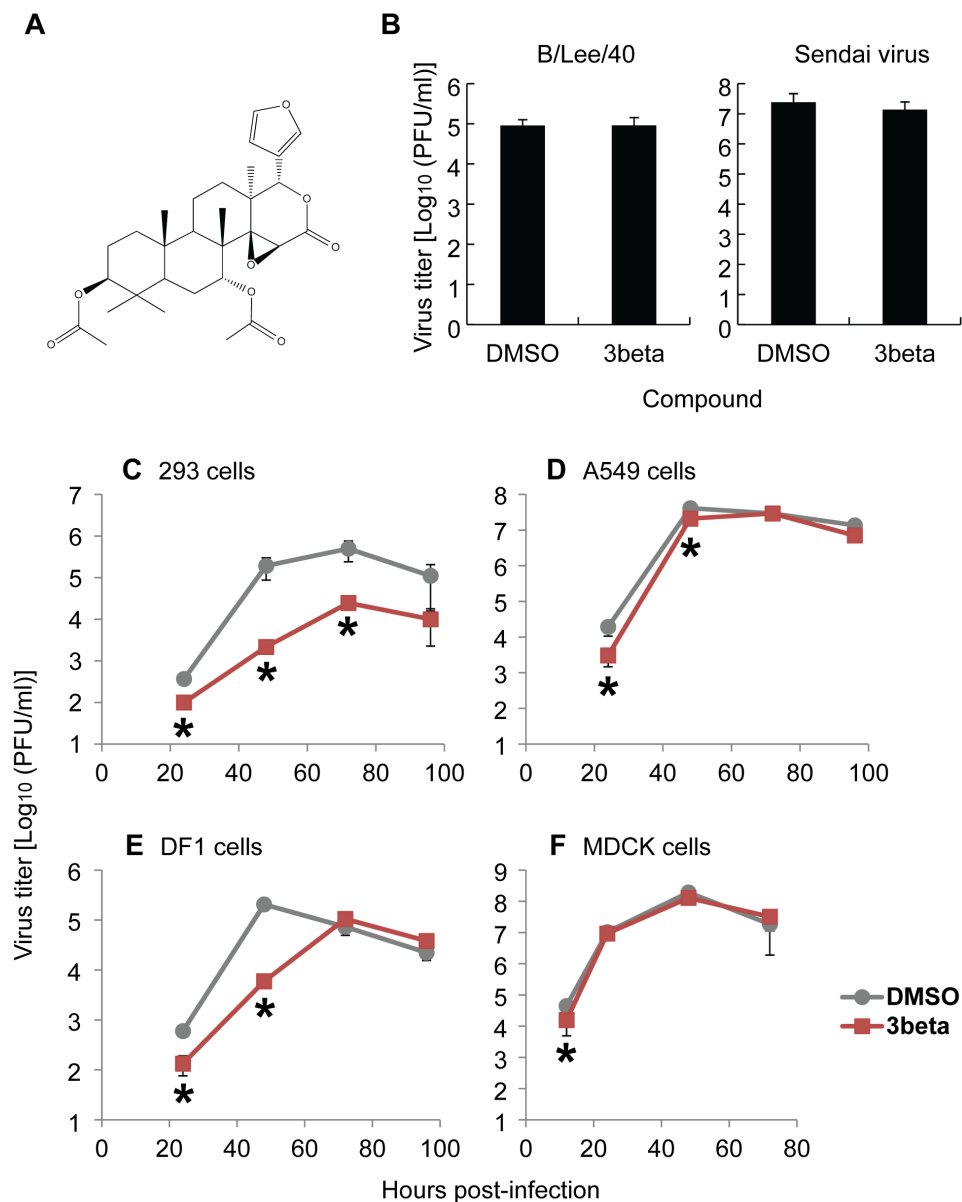 A
O
O
O
O
O
O
O
O
B
B/Lee/40
Sendai virus
Virus titer [Log10 (PFU/ml)]
6
5
4
3
2
1
0
8
7
6
5
4
3
2
1
0
DMSO
3beta
DMSO
3beta
Compound
C 293 cells
7
6
5
4
3
2
1
*
*
*
0
20
40
60
80
100
D A549 cells
8
7
6
5
4
3
2
1
*
*
0
20
40
60
80
100
Virus titer [Log10 (PFU/ml)]
E DF1 cells
6
5
4
3
2
1
*
*
0
20
40
60
80
100
F MDCK cells
9
8
7
6
5
4
3
2
1
*
0
20
40
60
80
DMSO
3beta
Hours post-infection